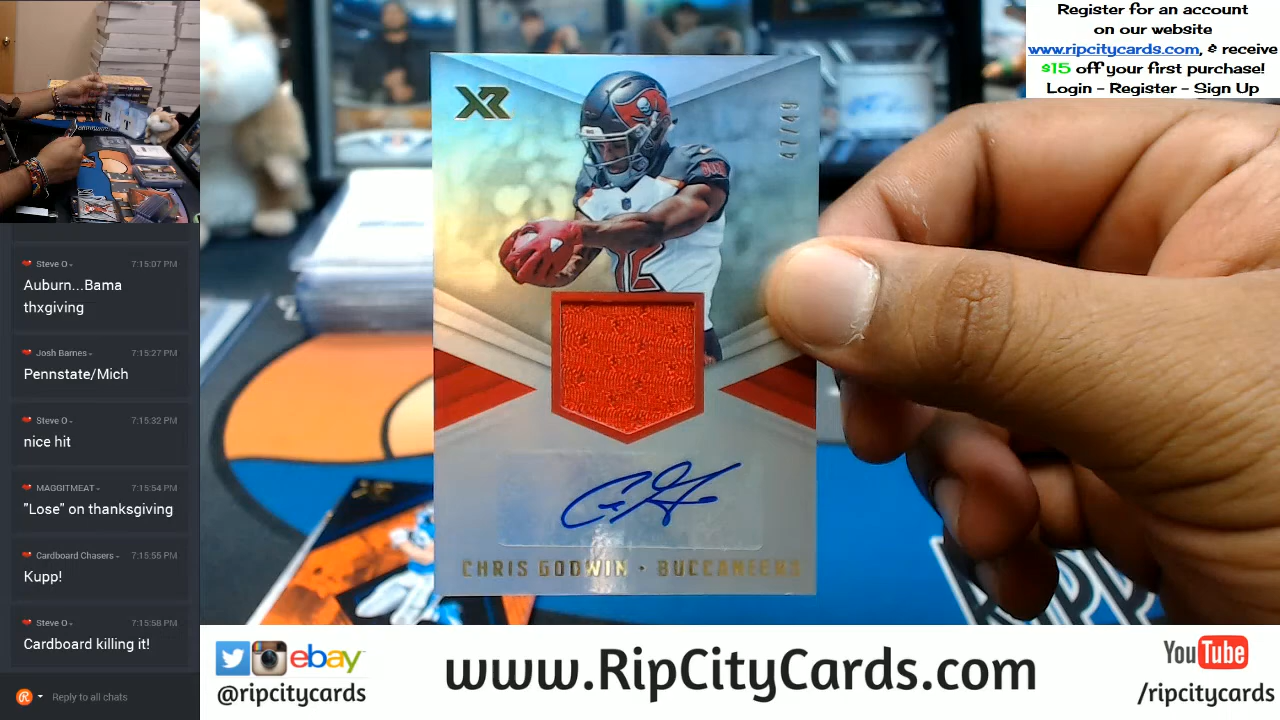 Register for an account
on our website
www.ripcitycards.com, & receive
$15 off your first purchase!
Login - Register - Sign Up
Steve O
7:15:07 PM
Auburn...Bama
thxgiving
Josh Barnes
7:15:27 PM
Pennstate/Mich
Steve O
7:15:32 PM
nice hit
MAGGITMEAT
7:15:54 PM
"Lose" on thanksgiving
Cardboard Chasers
7:15:55 PM
Kupp!
Steve O
7:15:58 PM
Cardboard killing it!
Reply to all chats
XR
47/49
12
CHRIS GODWIN • BUCCANEERS
ebay
@ripcitycards
www.RipCityCards.com
YouTube
/ripcitycards